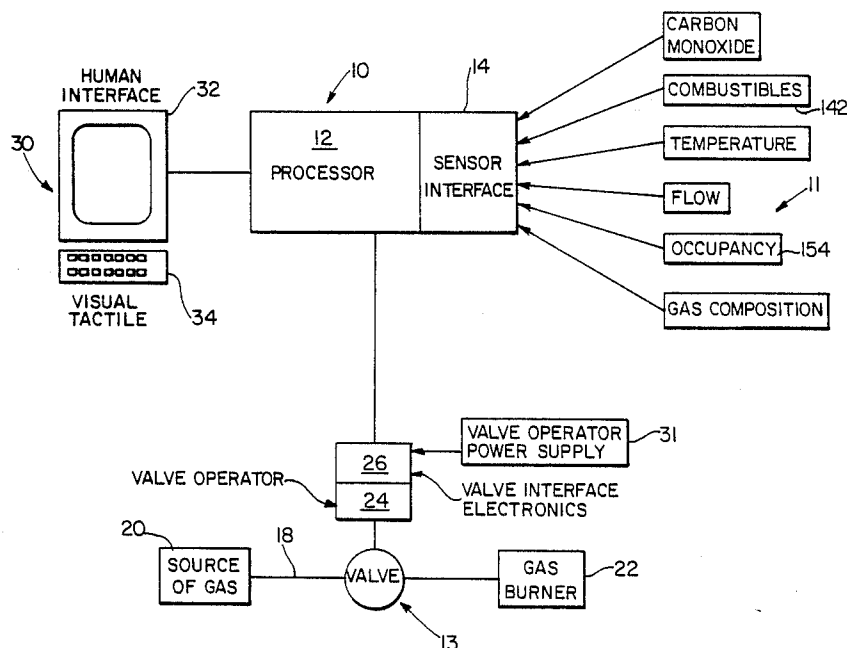 CARBON
MONOXIDE
COMBUSTIBLES
142
TEMPERATURE
FLOW
11
OCCUPANCY
154
GAS COMPOSITION
10
14
12
PROCESSOR
SENSOR
INTERFACE
HUMAN
INTERFACE
32
30
VISUAL
TACTILE
34
VALVE OPERATOR
POWER SUPPLY
31
26
24
VALVE OPERATOR
VALVE INTERFACE
ELECTRONICS
20
SOURCE
OF GAS
18
VALVE
13
GAS
BURNER
22